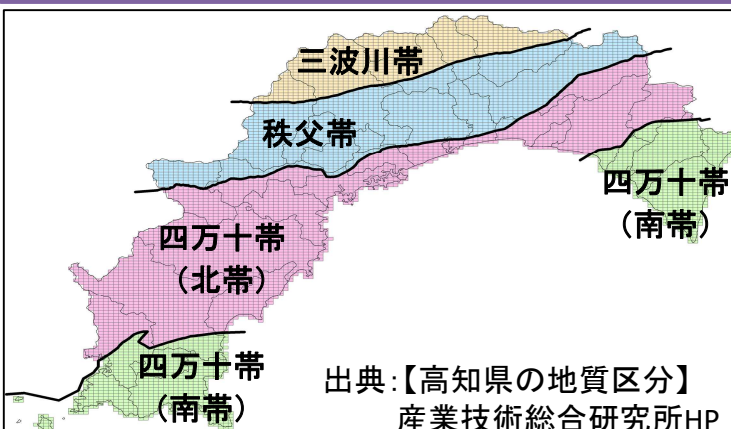 三波川帯
秩父帯
四万十帯
（南帯）
四万十帯
（北帯）
四万十帯
（南帯）
出典：【高知県の地質区分】
産業技術総合研究所HP